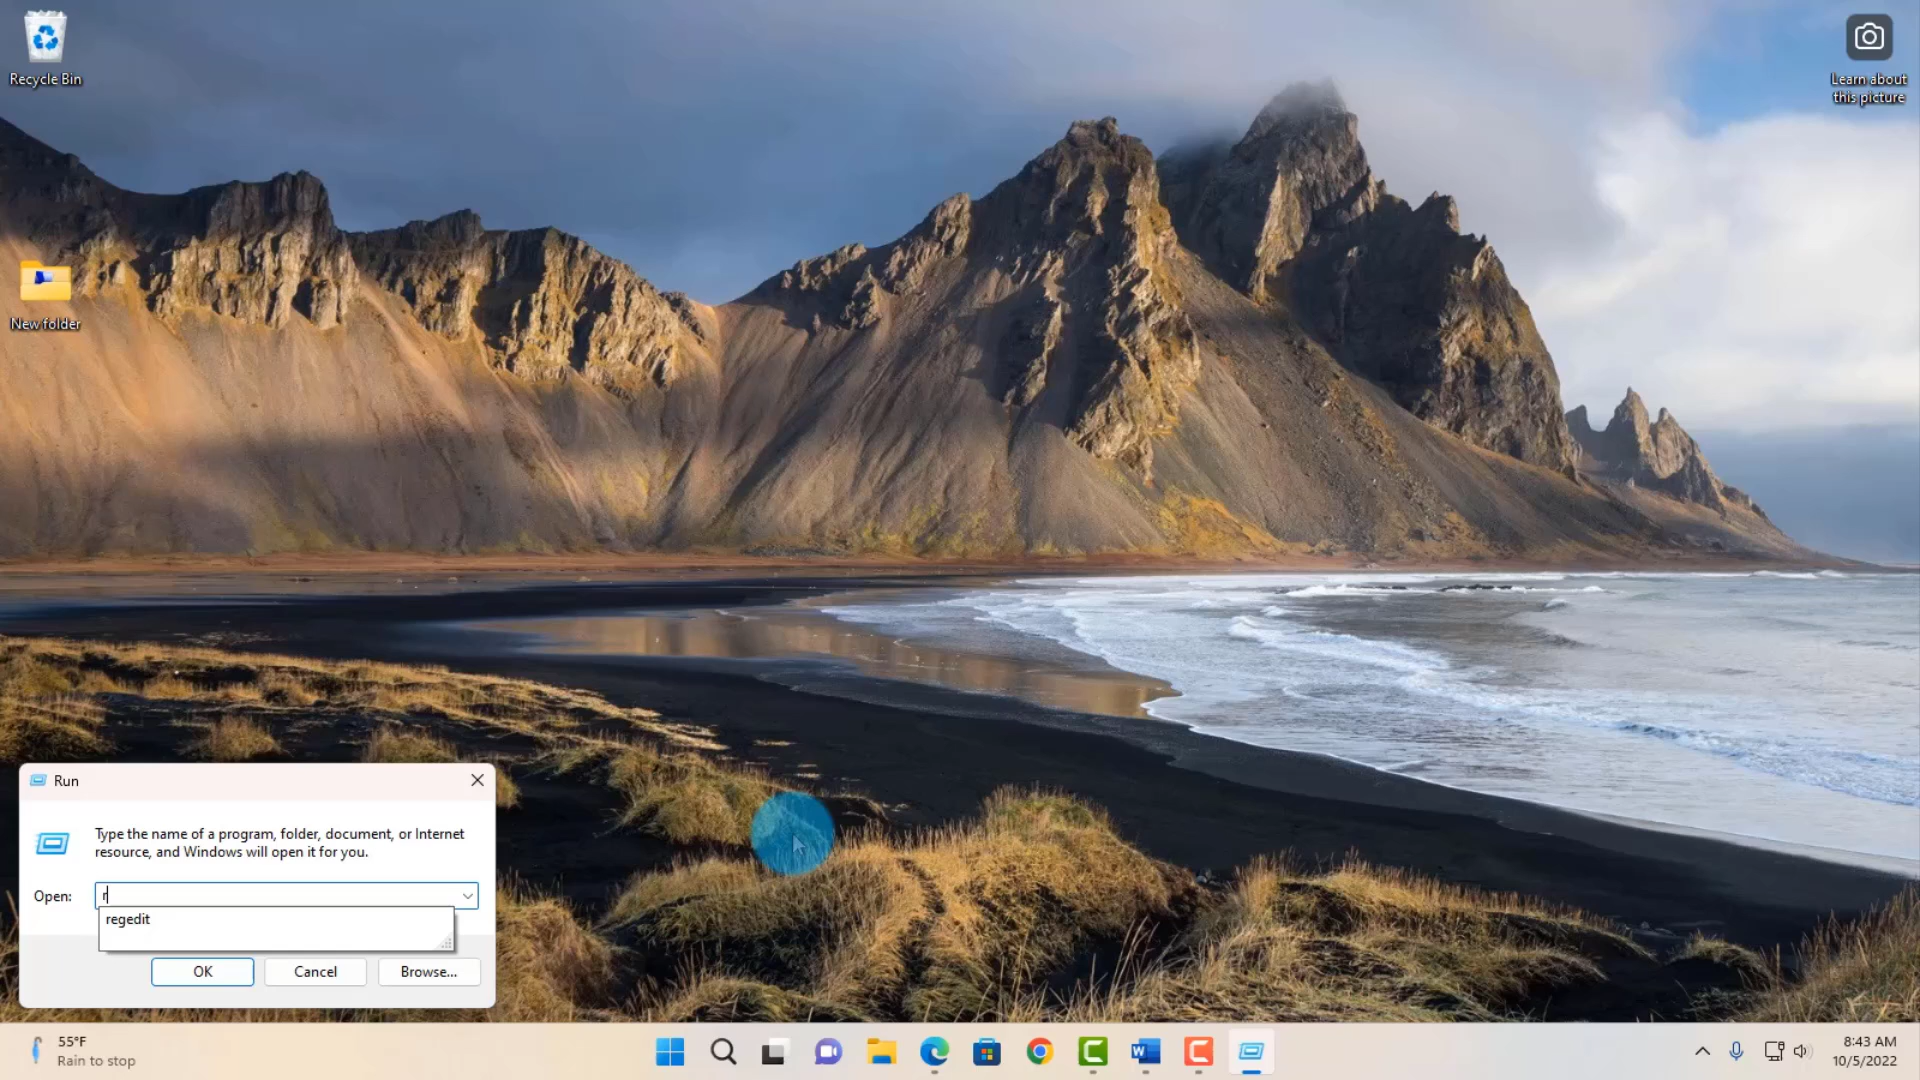 Recycle Bin
Learn about
this picture
New folder
Run
Type the name of a program, folder, document, or Internet
resource, and Windows will open it for you.
Open:
r
regedit
OK
Cancel
Browse...
55°F
Rain to stop
8:43 AM
10/5/2022